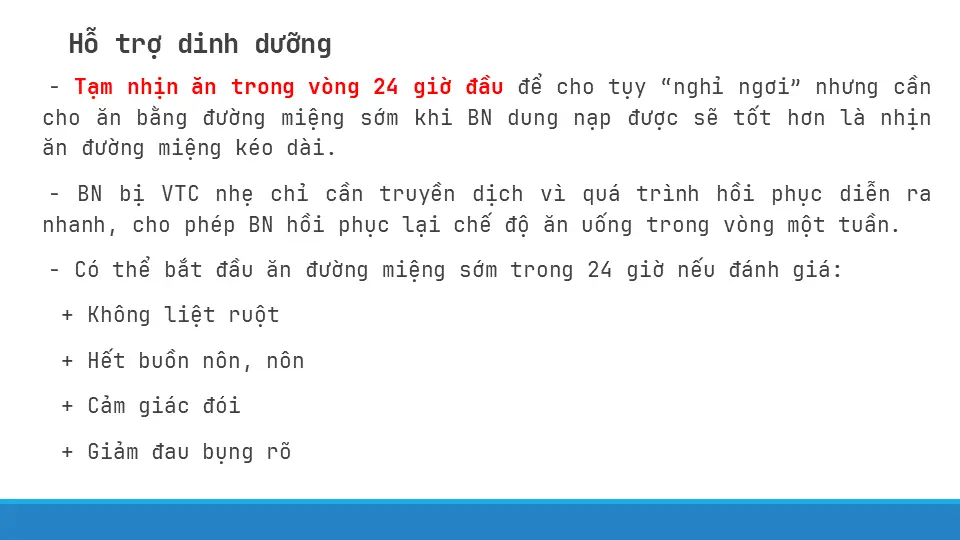 Hỗ trợ dinh dưỡng
- Tạm nhịn ăn trong vòng 24 giờ đầu để cho tụy “nghỉ ngơi” nhưng cần
cho ăn bằng đường miệng sớm khi BN dung nạp được sẽ tốt hơn là nhịn
ăn đường miệng kéo dài.
- BN bị VTC nhẹ chỉ cần truyền dịch vì quá trình hồi phục diễn ra
nhanh, cho phép BN hồi phục lại chế độ ăn uống trong vòng một tuần.
- Có thể bắt đầu ăn đường miệng sớm trong 24 giờ nếu đánh giá:
+ Không liệt ruột
+ Hết buồn nôn, nôn
+ Cảm giác đói
+ Giảm đau bụng rõ